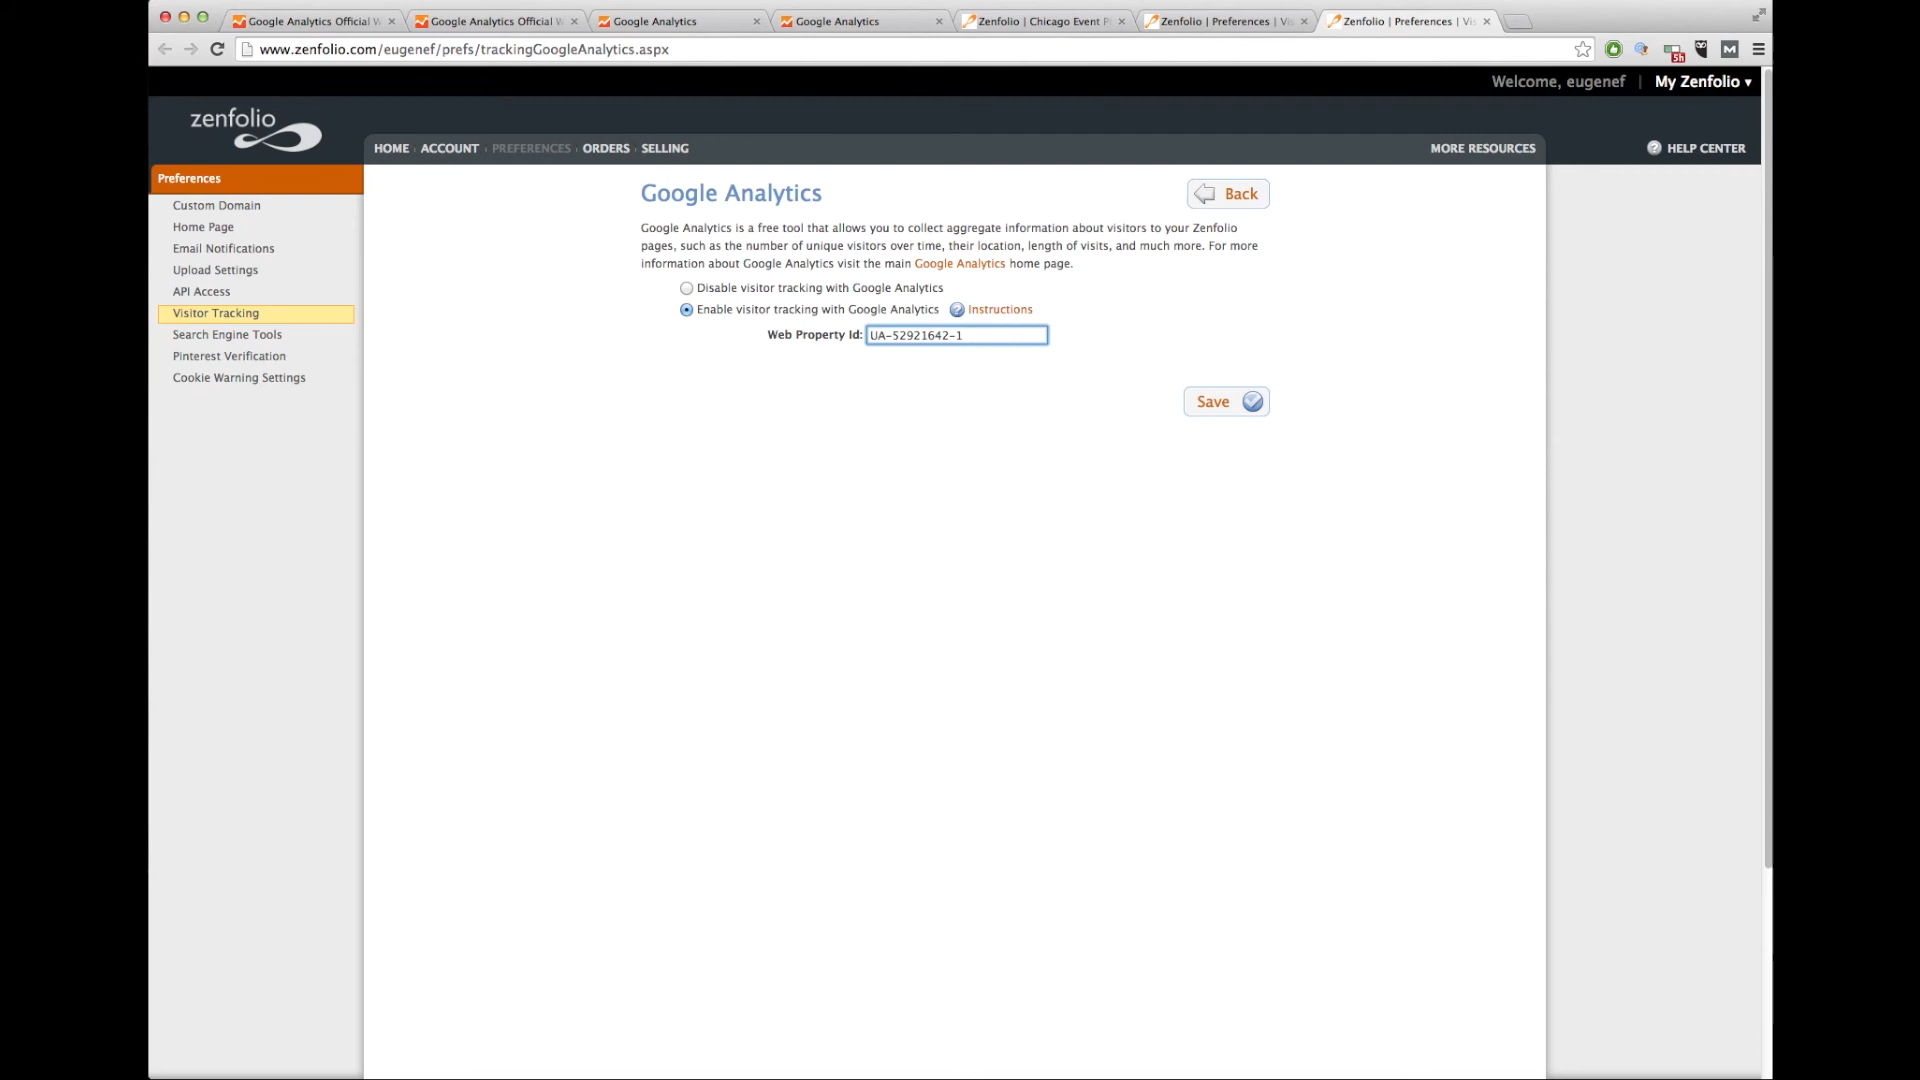 Google Analytics Official W
Google Analytics Official W
Google Analytics
Google Analytics
Zenfolio | Chicago Event P
Zenfolio | Preferences | Vis
Zenfolio | Preferences | Vis
www.zenfolio.com/eugenef/prefs/trackingGoogleAnalytics.aspx
5h
M
Welcome, eugenef | My Zenfolio ▾
zenfolio
HOME ACCOUNT PREFERENCES ORDERS SELLING
MORE RESOURCES
HELP CENTER
Preferences
Custom Domain
Home Page
Email Notifications
Upload Settings
API Access
Visitor Tracking
Search Engine Tools
Pinterest Verification
Cookie Warning Settings
Google Analytics
Back
Google Analytics is a free tool that allows you to collect aggregate information about visitors to your Zenfolio
pages, such as the number of unique visitors over time, their location, length of visits, and much more. For more
information about Google Analytics visit the main Google Analytics home page.
Disable visitor tracking with Google Analytics
Enable visitor tracking with Google Analytics ? Instructions
Web Property Id: UA-52921642-1
Save